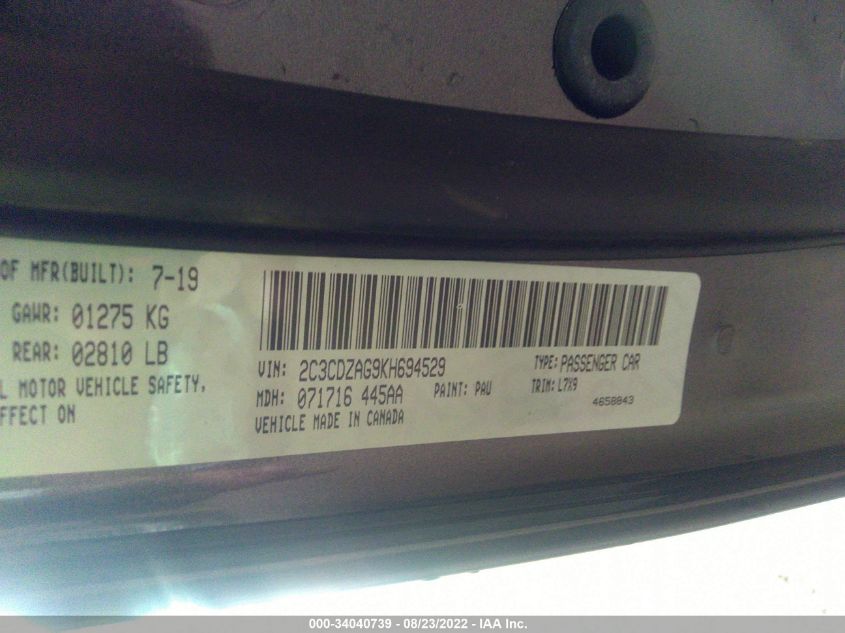 OF MFR(BUILT): 7-19
GAWR: 01275 KG
REAR: 02810 LB
L MOTOR VEHICLE SAFETY,
EFFECT ON
VIN: 2C3CDZAG9KH694529
TYPE: PASSENGER CAR
MDH: 071716 445AA
PAINT: PAU
TRIM: L7X9
VEHICLE MADE IN CANADA
4658843
000-34040739 - 08/23/2022 - IAA Inc.